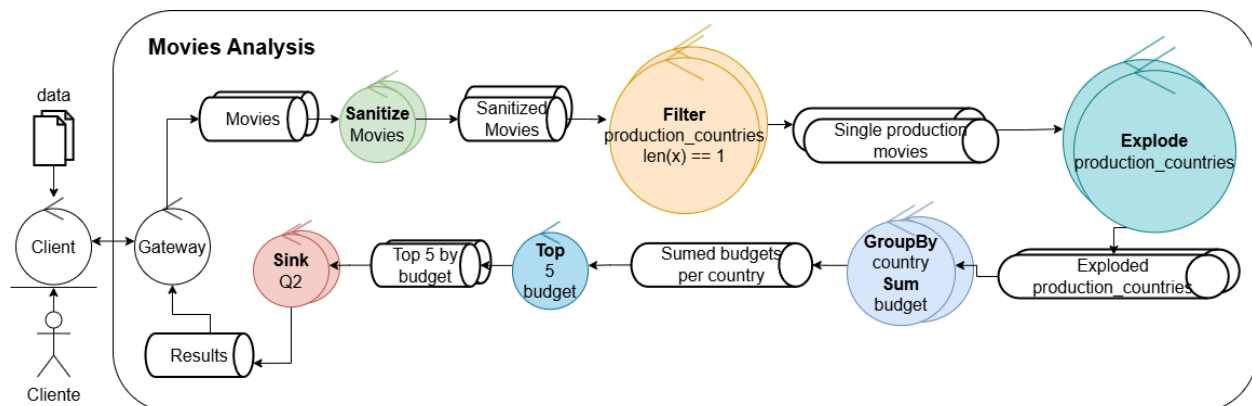 Movies Analysis
data
Movies
Sanitize
Movies
Sanitized
Movies
Filter
production_countries
len(x) == 1
Single production
movies
Explode
production_countries
Client
Gateway
Sink
Q2
Top 5 by
budget
Top
5
budget
Sumed budgets
per country
GroupBy
country
Sum
budget
Exploded
production_countries
Results
Cliente